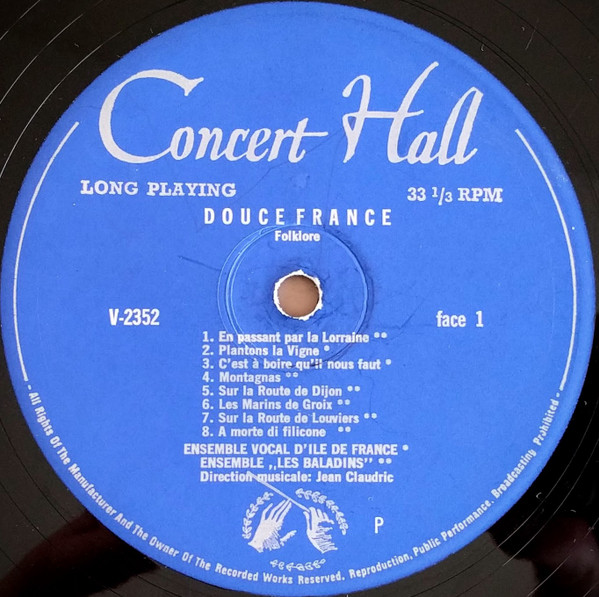 Concert Hall
LONG PLAYING
33 1/3 RPM
DOUCE FRANCE
Folklore
V-2352
face 1
1. En passant par la Lorraine **
2. Plantons la Vigne *
3. C'est à boire qu'il nous faut *
4. Montagnas **
5. Sur la Route de Dijon **
6. Les Marins de Groix **
7. Sur la Route de Louviers **
8. A morte di filicone **
ENSEMBLE VOCAL D'ILE DE FRANCE *
ENSEMBLE ,,LES BALADINS" **
Direction musicale: Jean Claudric
P
- All Rights Of The Manufacturer And The Owner Of The Recorded Works Reserved. Reproduction, Public Performance, Broadcasting Prohibited -